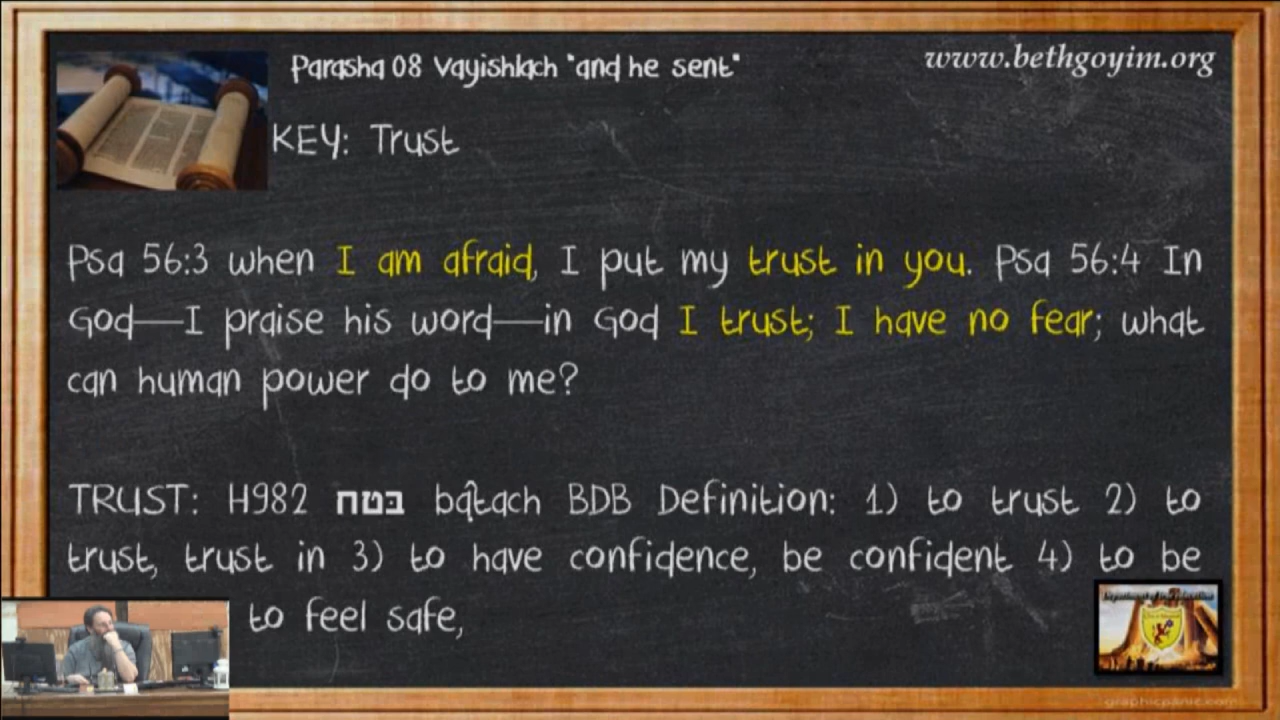 Parasha 08 Vayishlach "and he sent"
www.bethgoyim.org
KEY: Trust
Psa 56:3 when I am afraid, I put my trust in you. Psa 56:4 In
God—I praise his word—in God I trust; I have no fear; what
can human power do to me?
TRUST: H982 בטח bâṭach BDB Definition: 1) to trust 2) to
trust, trust in 3) to have confidence, be confident 4) to be
to feel safe,
Department of